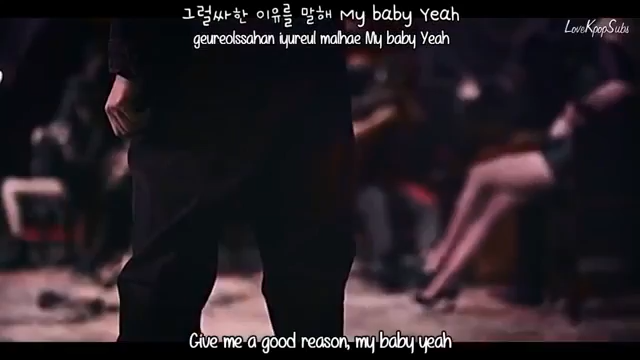 그럴싸한 이유를 말해 My baby Yeah
geureolssahan iyureul malhae My baby Yeah
LoveKpopSubs
Give me a good reason, my baby yeah